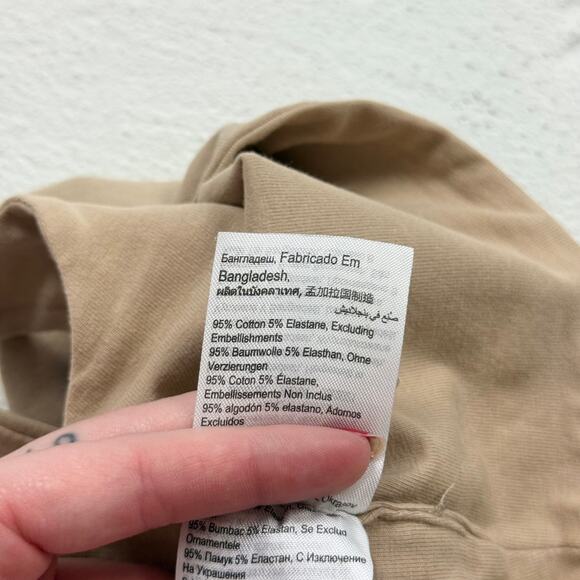 Бангладеш, Fabricado Em
Bangladesh,
ผลิตในบังคลาเทศ, 孟加拉国制造
صنع في بنجلاديش
95% Cotton 5% Elastane, Excluding
Embellishments
95% Baumwolle 5% Elasthan, Ohne
Verzierungen
95% Coton 5% Élastane,
Embellissements Non Inclus
95% algodón 5% elastano, Adornos
Excluidos
95% Bumbac 5% Elastan, Se Exclud
Ornamentele
95% Памук 5% Еластан, С Изключение
На Украшения